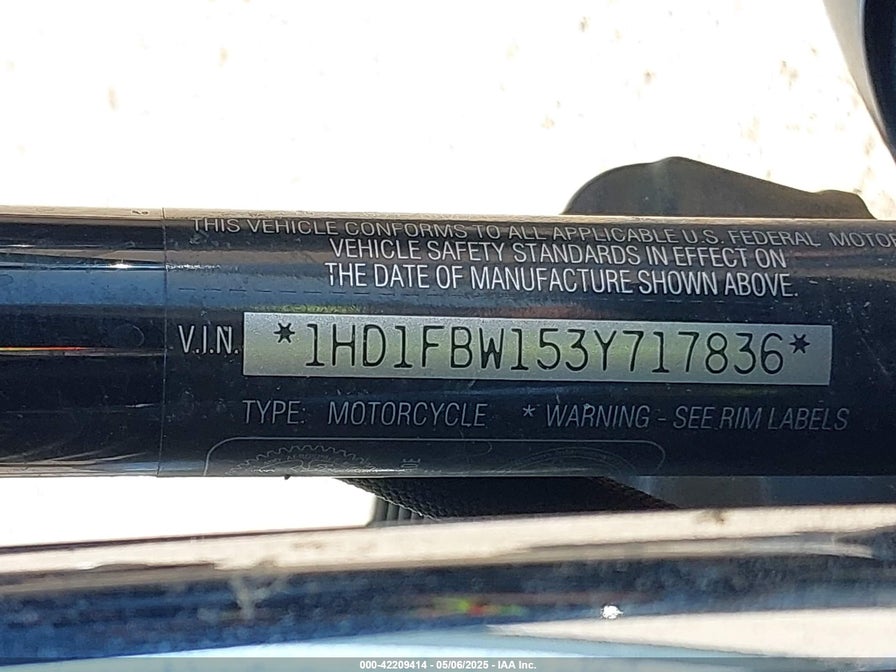 THIS VEHICLE CONFORMS TO ALL APPLICABLE U.S. FEDERAL MOTOR
VEHICLE SAFETY STANDARDS IN EFFECT ON
THE DATE OF MANUFACTURE SHOWN ABOVE.
V.I.N. *1HD1FBW153Y717836*
TYPE: MOTORCYCLE * WARNING - SEE RIM LABELS
000-42209414 - 05/06/2025 - IAA Inc.